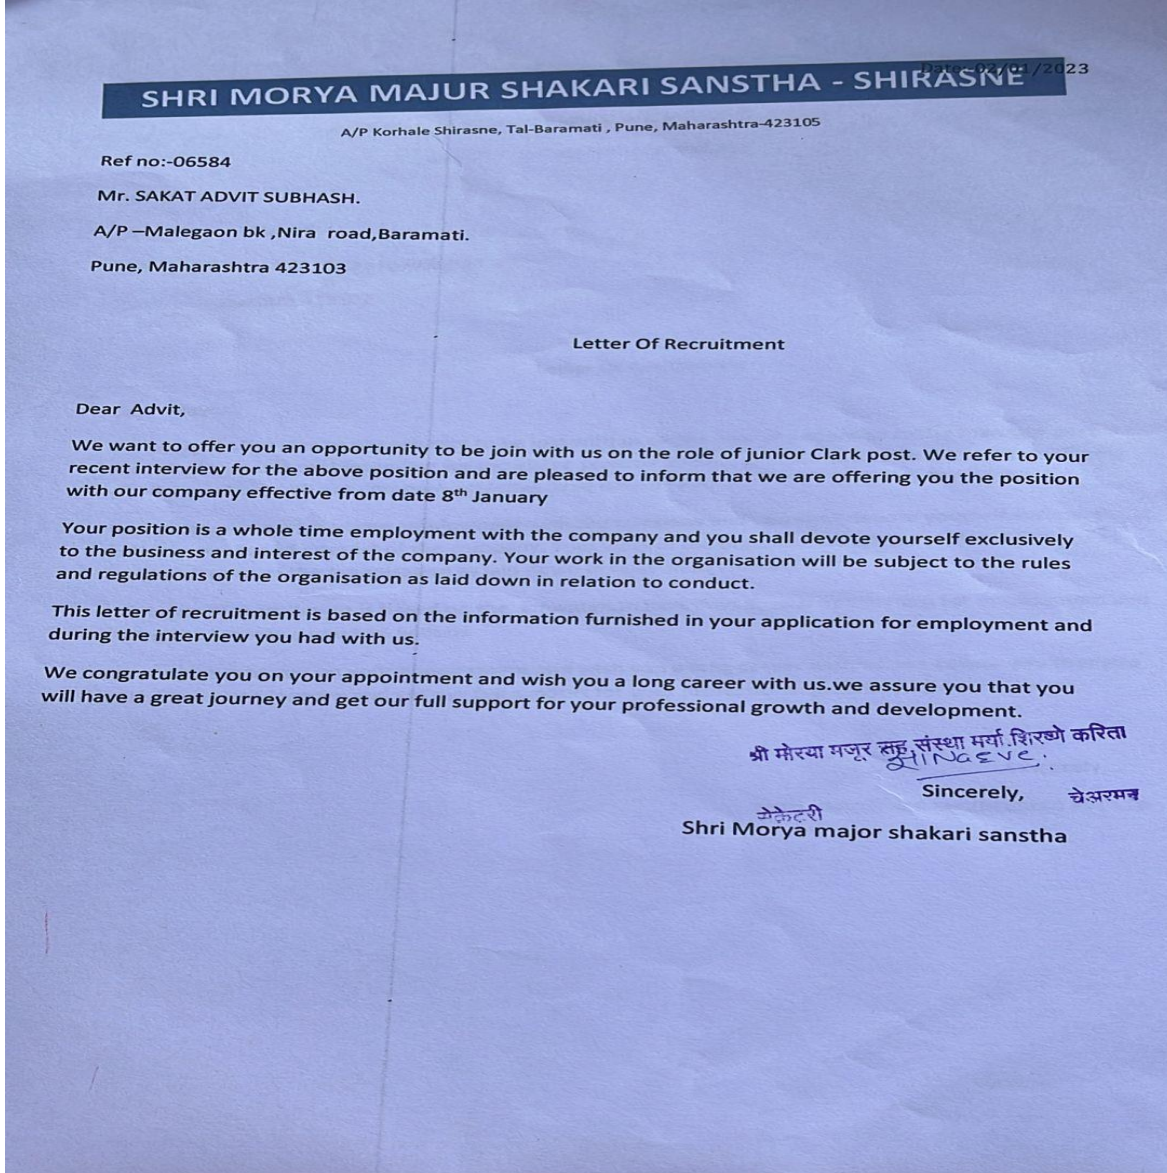 Date:-02/01/2023
SHRI MORYA MAJUR SHAKARI SANSTHA - SHIRASNE
A/P Korhale Shirasne, Tal-Baramati , Pune, Maharashtra-423105
Ref no:-06584
Mr. SAKAT ADVIT SUBHASH.
A/P –Malegaon bk ,Nira road,Baramati.
Pune, Maharashtra 423103
Letter Of Recruitment
Dear Advit,
We want to offer you an opportunity to be join with us on the role of junior Clark post. We refer to your
recent interview for the above position and are pleased to inform that we are offering you the position
with our company effective from date 8th January
Your position is a whole time employment with the company and you shall devote yourself exclusively
to the business and interest of the company. Your work in the organisation will be subject to the rules
and regulations of the organisation as laid down in relation to conduct.
This letter of recruitment is based on the information furnished in your application for employment and
during the interview you had with us.
We congratulate you on your appointment and wish you a long career with us.we assure you that you
will have a great journey and get our full support for your professional growth and development.
श्री मोरया मजूर सह.संस्था मर्या.शिरष्णे करिता
Sincerely, चेअरमन
सेक्रेटरी
Shri Morya major shakari sanstha